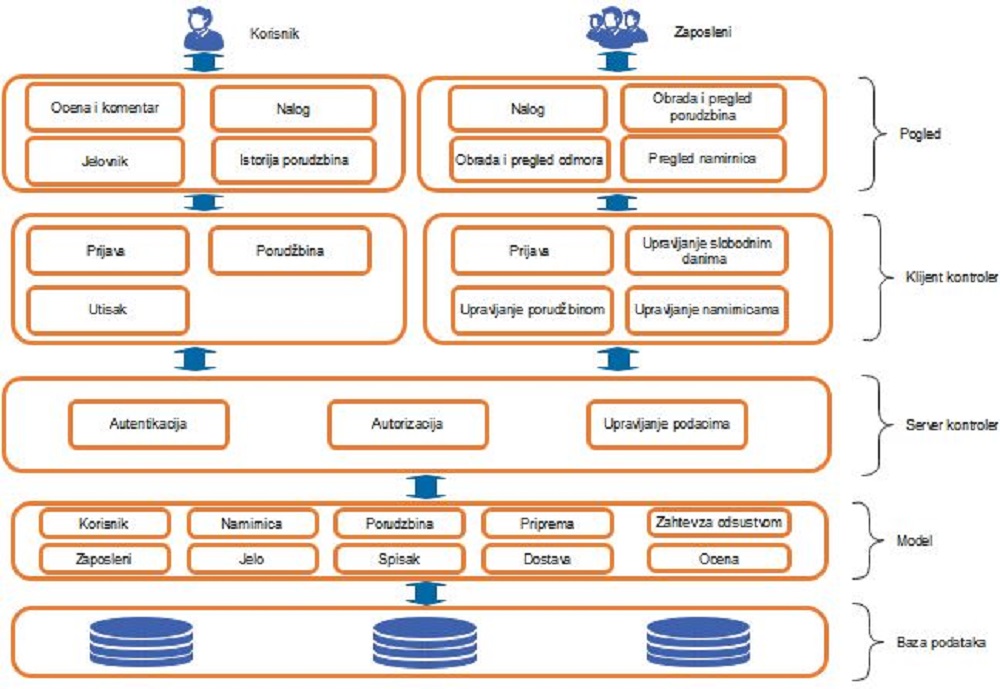 Korisnik
Zaposleni
Ocena i komentar
Nalog
Jelovnik
Istorija porudzbina
Nalog
Obrada i pregled
porudzbina
Obrada i pregled odmora
Pregled namirnica
Pogled
Prijava
Porudžbina
Utisak
Prijava
Upravljanje slobodnim
danima
Upravljanje porudžbinom
Upravljanje namirnicama
Klijent kontroler
Autentikacija
Autorizacija
Upravljanje podacima
Server kontroler
Korisnik
Namirnica
Porudzbina
Priprema
Zahtevza odsustvom
Zaposleni
Jelo
Spisak
Dostava
Ocena
Model
Baza podataka